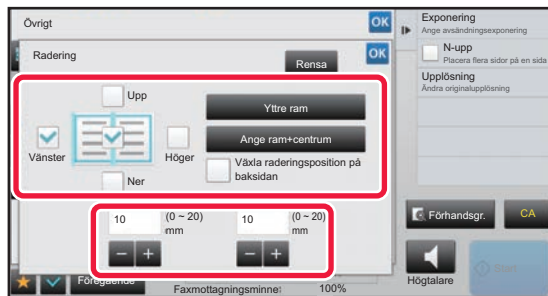 Övrigt
OK
Radering
Rensa
OK
Upp
Vänster
Höger
Ner
Yttre ram
Ange ram+centrum
Växla raderingsposition på
baksidan
10
(0 ~ 20)
mm
10
(0 ~ 20)
mm
Föregående
Faxmottagningsminne:
100%
Exponering
Ange avsändningsexponering
N-upp
Placera flera sidor på en sida
Upplösning
Ändra originalupplösning
Förhandsgr.
CA
Högtalare
Start